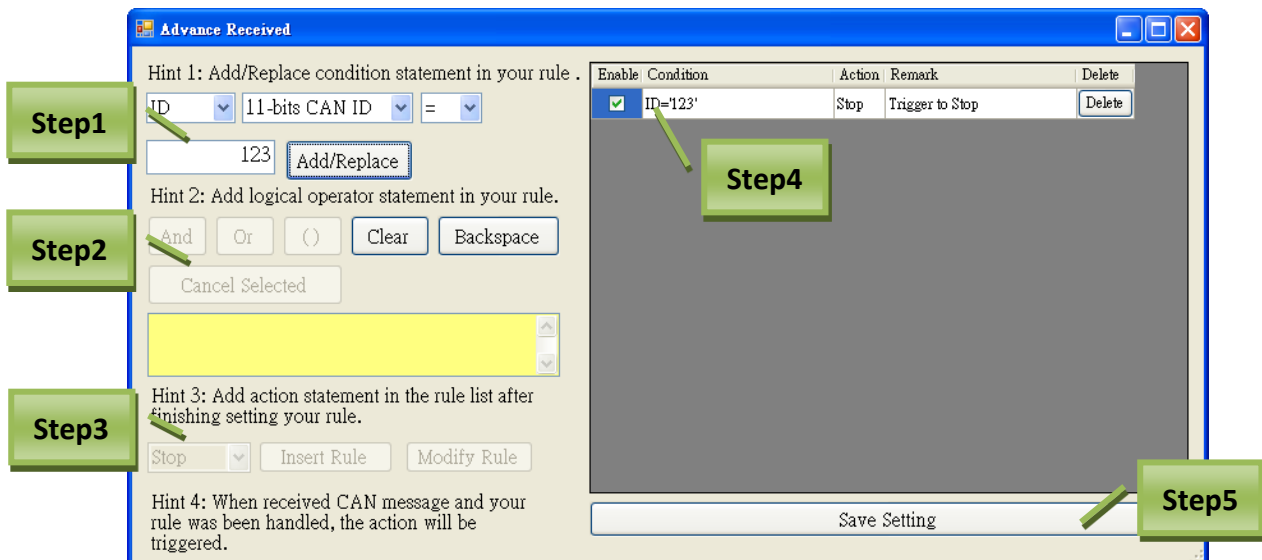 Advance Received
Hint 1: Add/Replace condition statement in your rule .
ID 11-bits CAN ID =
Step1
123 Add/Replace
Hint 2: Add logical operator statement in your rule.
And Or () Clear Backspace
Step2
Cancel Selected
Hint 3: Add action statement in the rule list after
finishing setting your rule.
Step3
Stop Insert Rule Modify Rule
Hint 4: When received CAN message and your
rule was been handled, the action will be
triggered.
Enable Condition Action Remark Delete
ID='123' Stop Trigger to Stop Delete
Step4
Save Setting
Step5